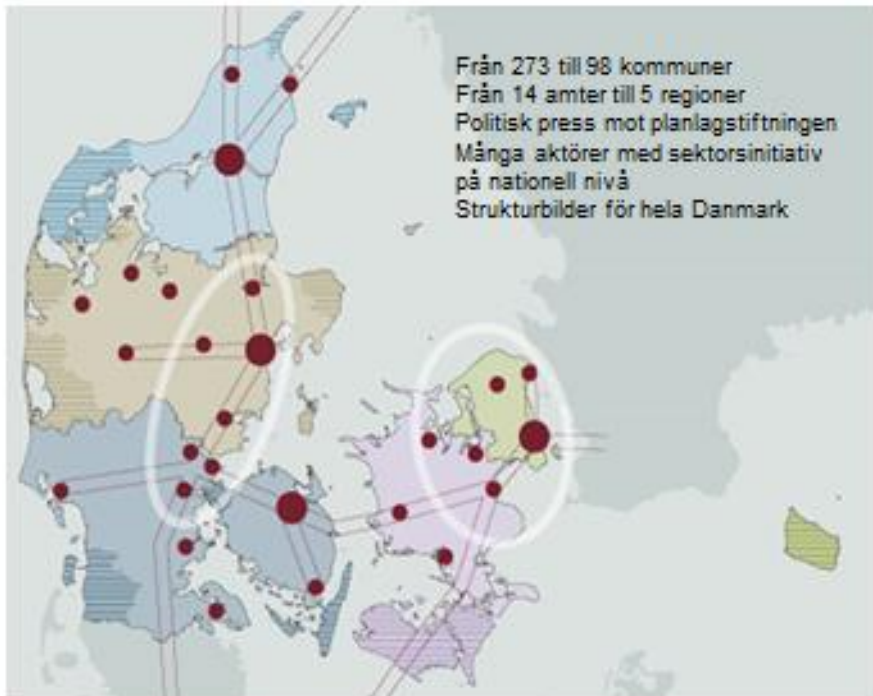 Från 273 till 98 kommuner
Från 14 amter till 5 regioner
Politisk press mot planlagstiftningen
Många aktörer med sektorsinitiativ
på nationell nivå
Strukturbilder för hela Danmark